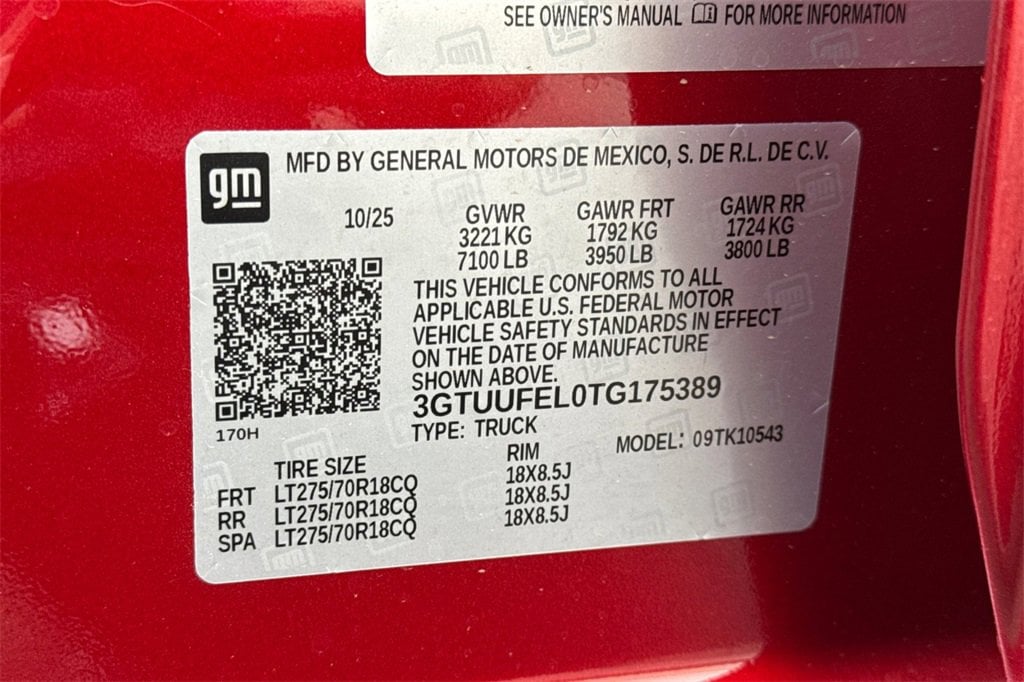 SEE OWNER'S MANUAL FOR MORE INFORMATION
gm
MFD BY GENERAL MOTORS DE MEXICO, S. DE R.L. DE C.V.
10/25 GVWR GAWR FRT GAWR RR
3221 KG 1792 KG 1724 KG
7100 LB 3950 LB 3800 LB
THIS VEHICLE CONFORMS TO ALL
APPLICABLE U.S. FEDERAL MOTOR
VEHICLE SAFETY STANDARDS IN EFFECT
ON THE DATE OF MANUFACTURE
SHOWN ABOVE.
3GTUUFEL0TG175389
170H
TYPE: TRUCK MODEL: 09TK10543
TIRE SIZE RIM
FRT LT275/70R18CQ 18X8.5J
RR LT275/70R18CQ 18X8.5J
SPA LT275/70R18CQ 18X8.5J